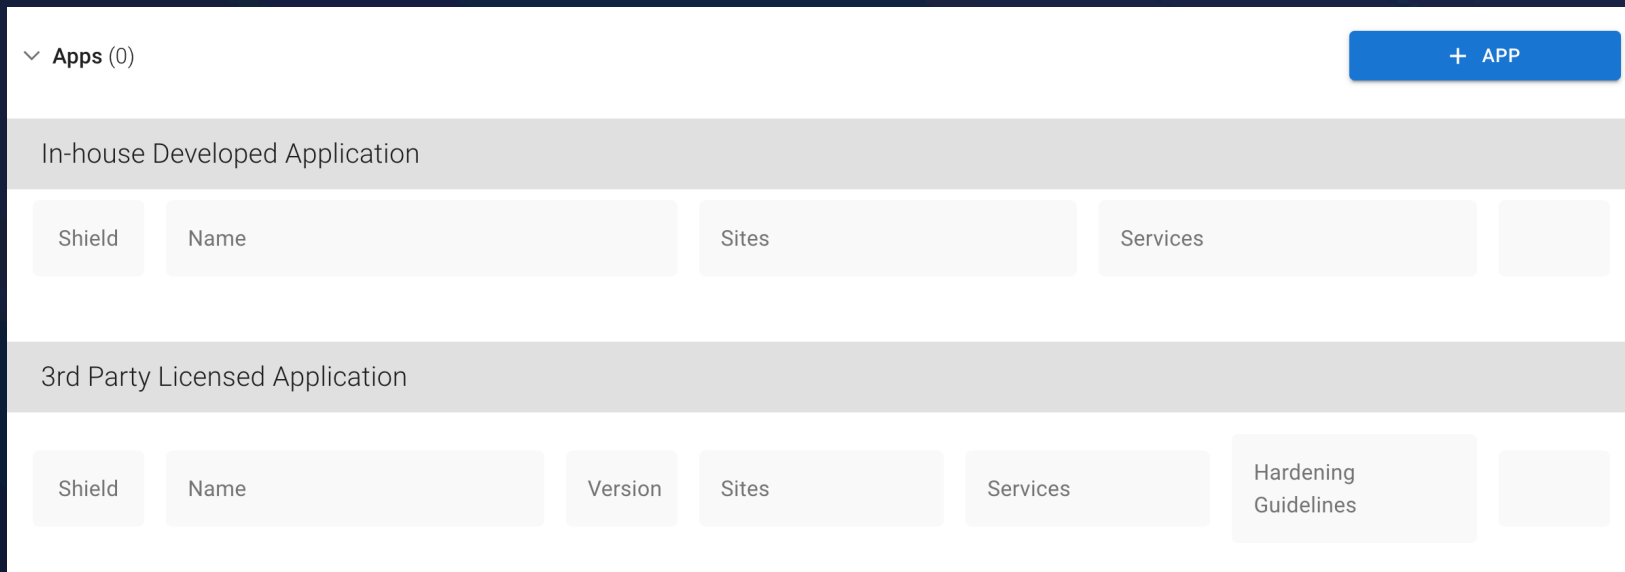 Apps (0)
+ APP
In-house Developed Application
Shield
Name
Sites
Services
3rd Party Licensed Application
Shield
Name
Version
Sites
Services
Hardening
Guidelines